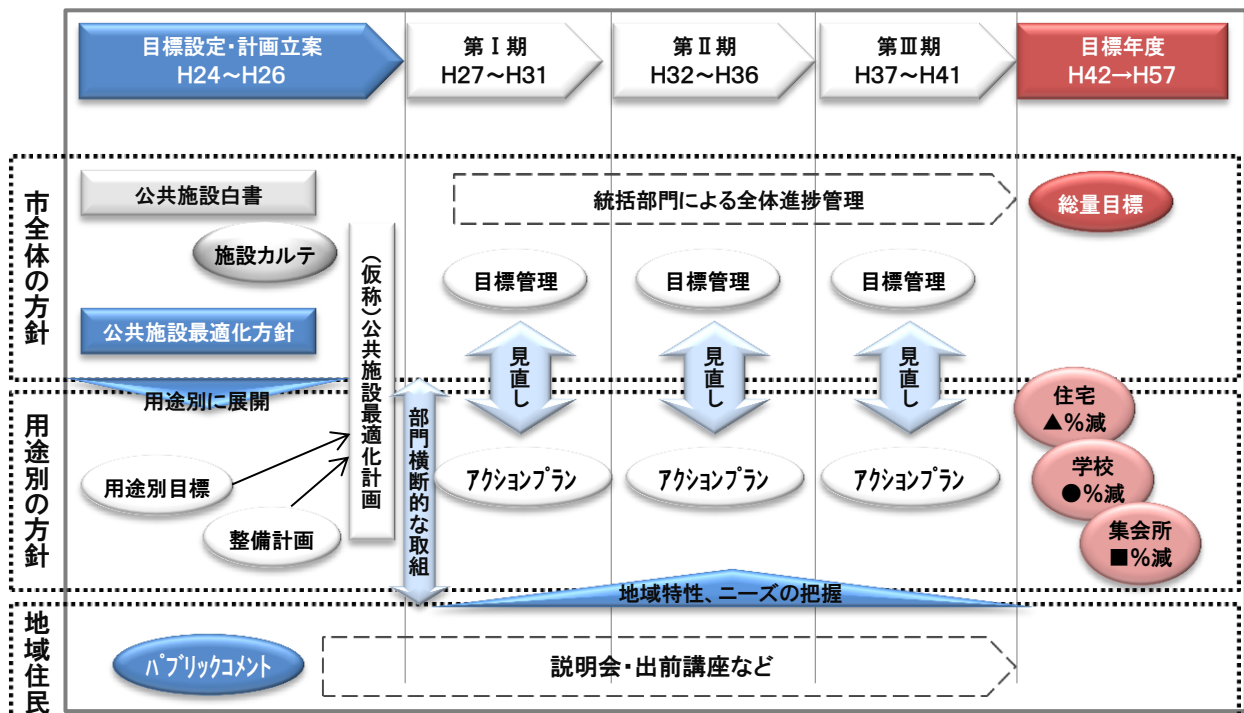 目標設定・計画立案
H24～H26
第Ⅰ期
H27～H31
第Ⅱ期
H32～H36
第Ⅲ期
H37～H41
目標年度
H42→H57
市全体の方針
公共施設白書
施設カルテ
公共施設最適化方針
(仮称)公共施設最適化計画
統括部門による全体進捗管理
総量目標
目標管理
目標管理
目標管理
見直し
見直し
見直し
用途別の方針
用途別に展開
用途別目標
整備計画
部門横断的な取組
アクションプラン
アクションプラン
アクションプラン
住宅
▲%減
学校
●%減
集会所
■%減
地域特性、ニーズの把握
地域住民
パブリックコメント
説明会・出前講座など